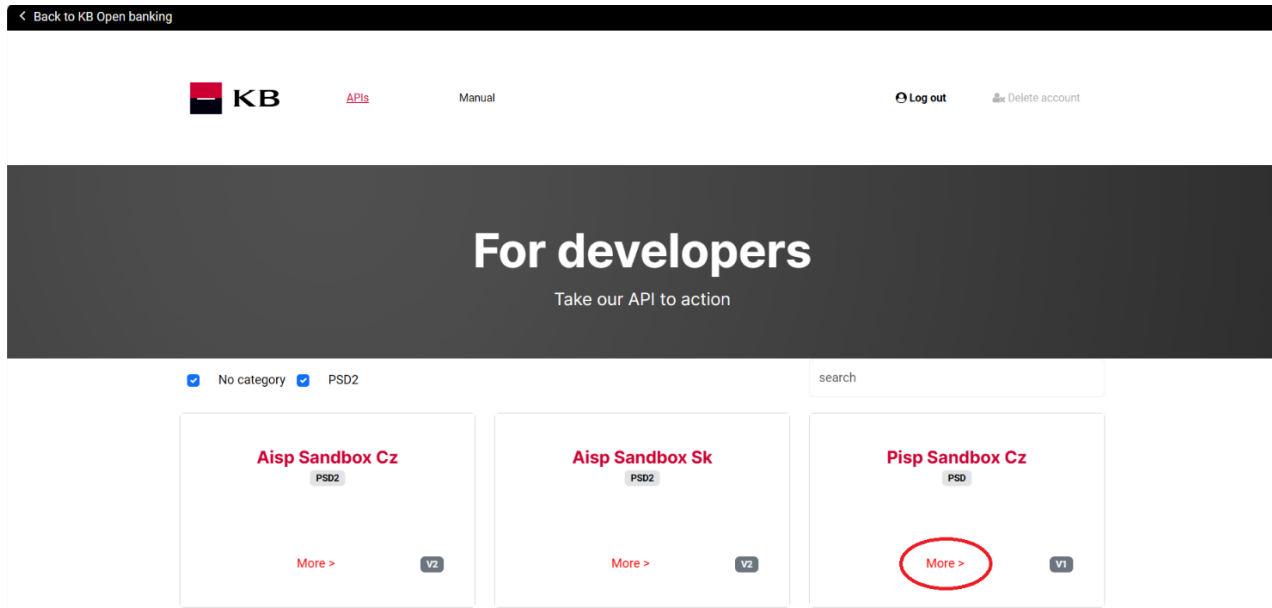 Back to KB Open banking
KB APIs Manual Log out Delete account
For developers
Take our API to action
No category PSD2 search
Aisp Sandbox Cz
PSD2
More > V2
Aisp Sandbox Sk
PSD2
More > V2
Pisp Sandbox Cz
PSD
More > V1